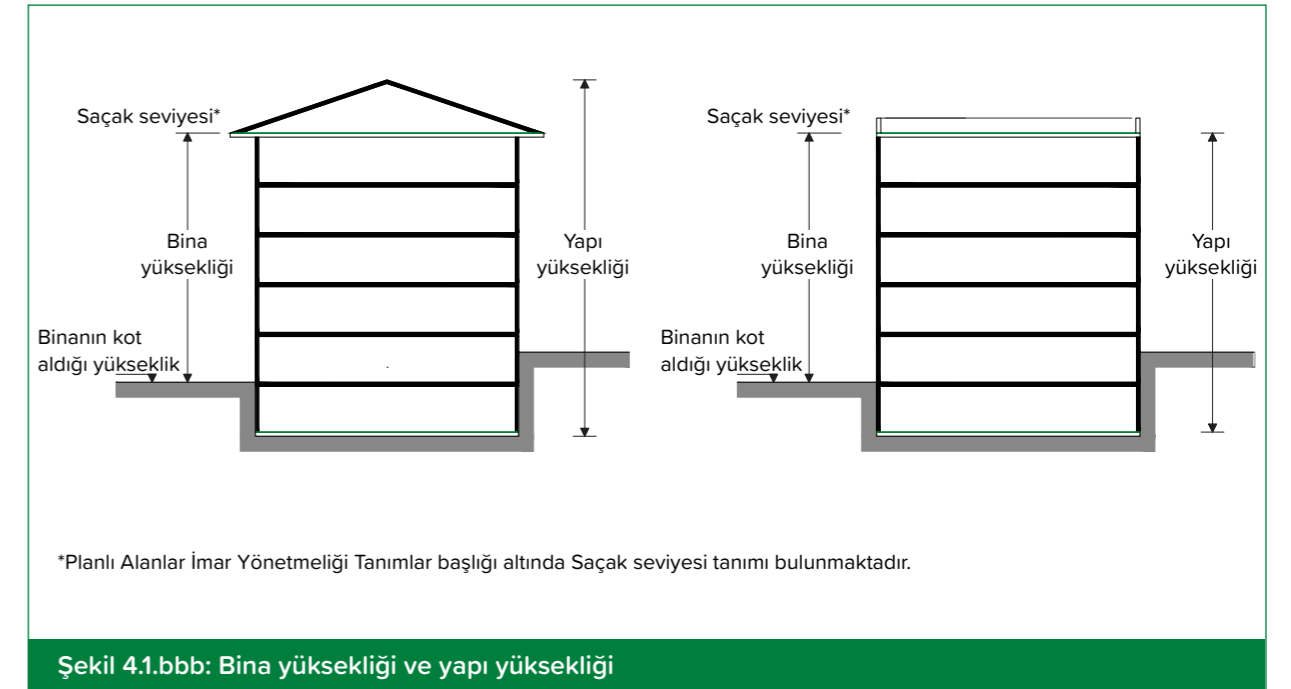 Saçak seviyesi*
Bina
yüksekliği
Yapı
yüksekliği
Binanın kot
aldığı yükseklik
Saçak seviyesi*
Bina
yüksekliği
Yapı
yüksekliği
Binanın kot
aldığı yükseklik
*Planlı Alanlar İmar Yönetmeliği Tanımlar başlığı altında Saçak seviyesi tanımı bulunmaktadır.
Şekil 4.1.bbb: Bina yüksekliği ve yapı yüksekliği